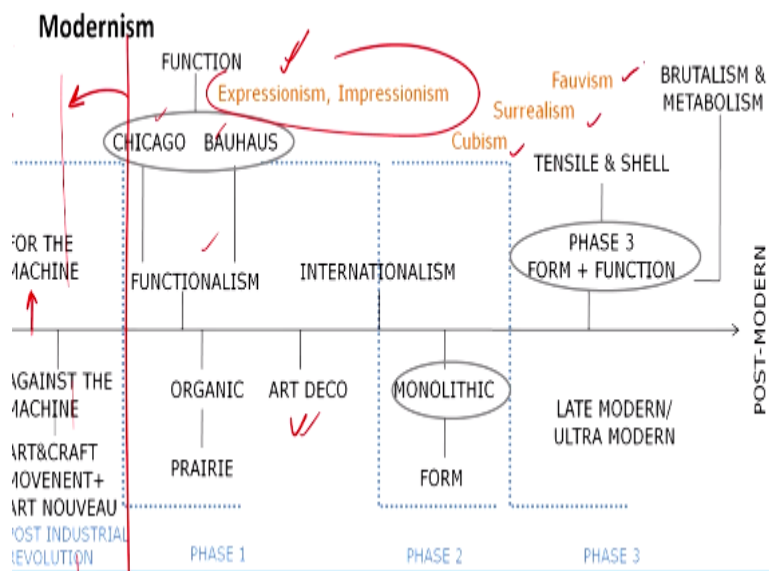 Modernism
FUNCTION
Expressionism, Impressionism
Fauvism
Surrealism
Cubism
BRUTALISM &
METABOLISM
CHICAGO
BAUHAUS
TENSILE & SHELL
FOR THE
MACHINE
FUNCTIONALISM
INTERNATIONALISM
PHASE 3
FORM + FUNCTION
POST-MODERN
AGAINST THE
MACHINE
ART&CRAFT
MOVENENT+
ART NOUVEAU
ORGANIC
PRAIRIE
ART DECO
MONOLITHIC
FORM
LATE MODERN/
ULTRA MODERN
POST INDUSTRIAL
REVOLUTION
PHASE 1
PHASE 2
PHASE 3